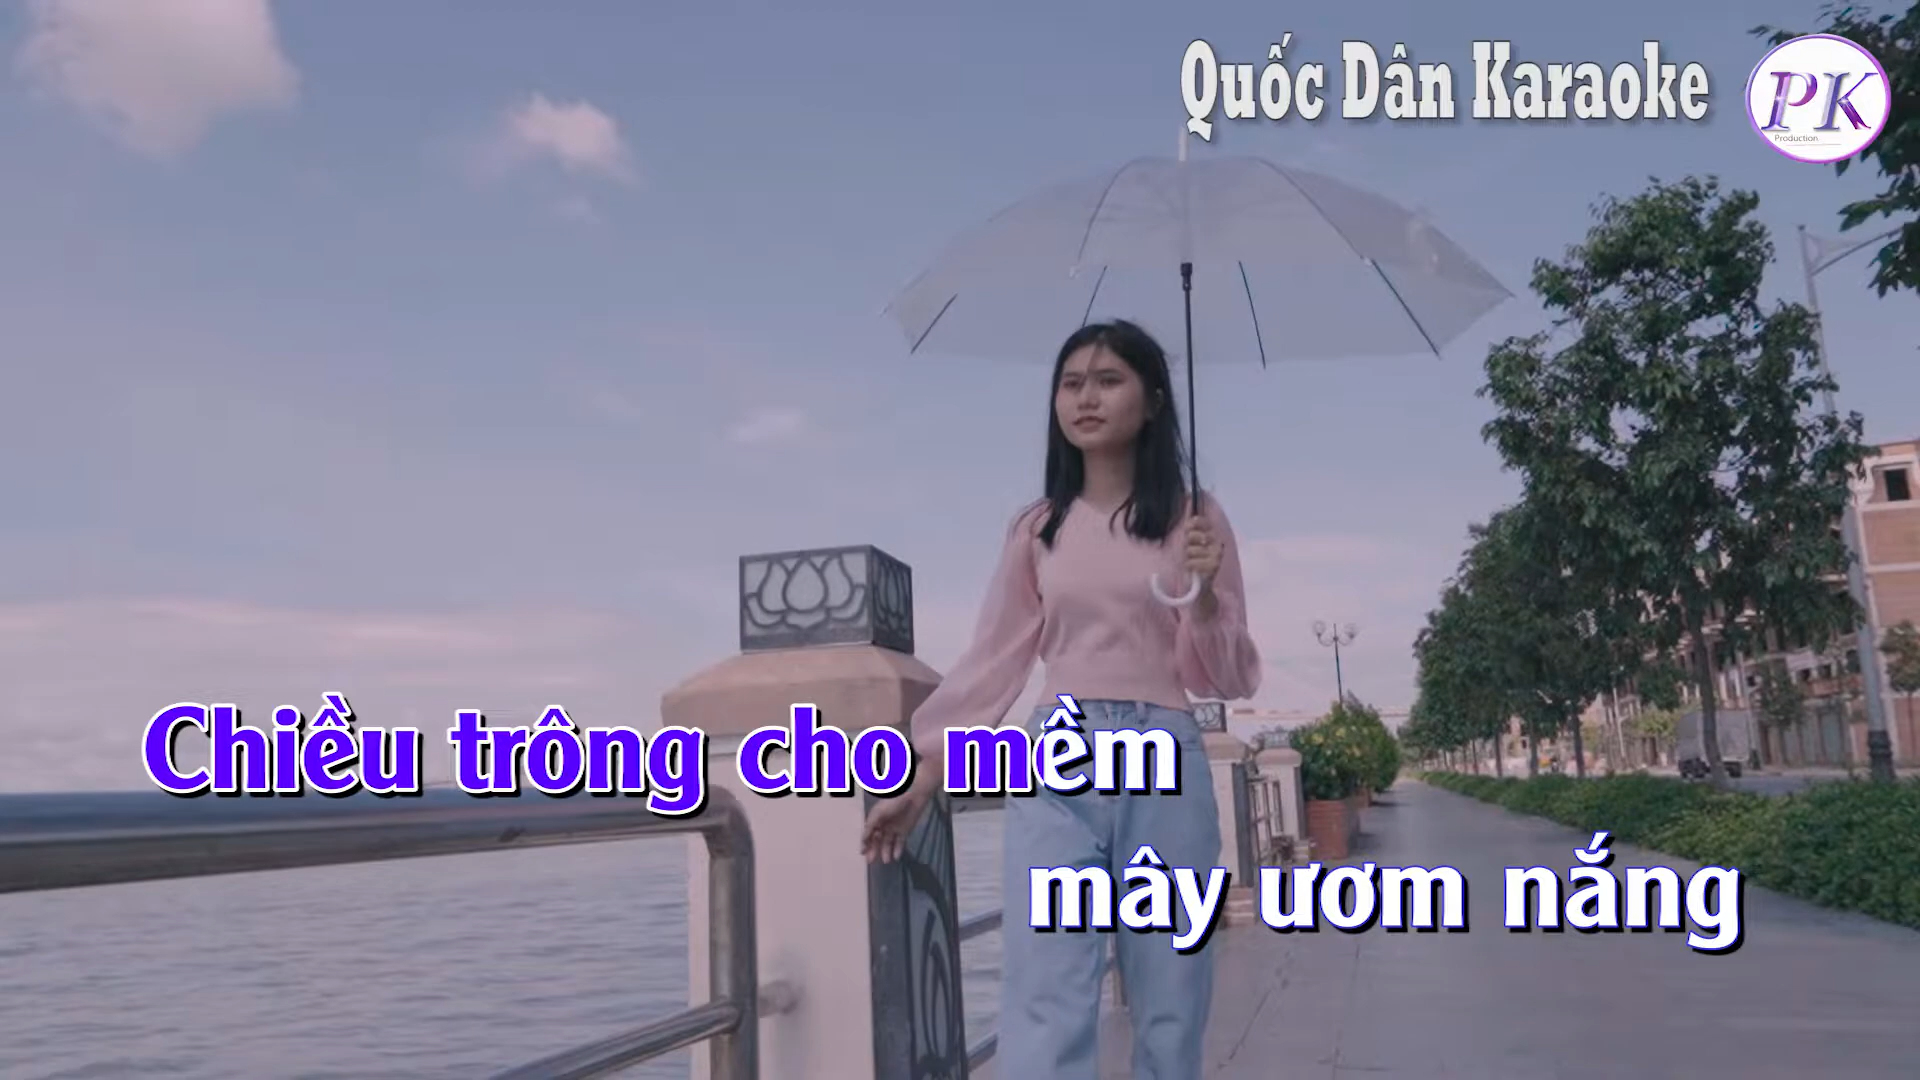 Quốc Dân Karaoke
PK
Production
Chiều trông cho mềm
mây ươm nắng